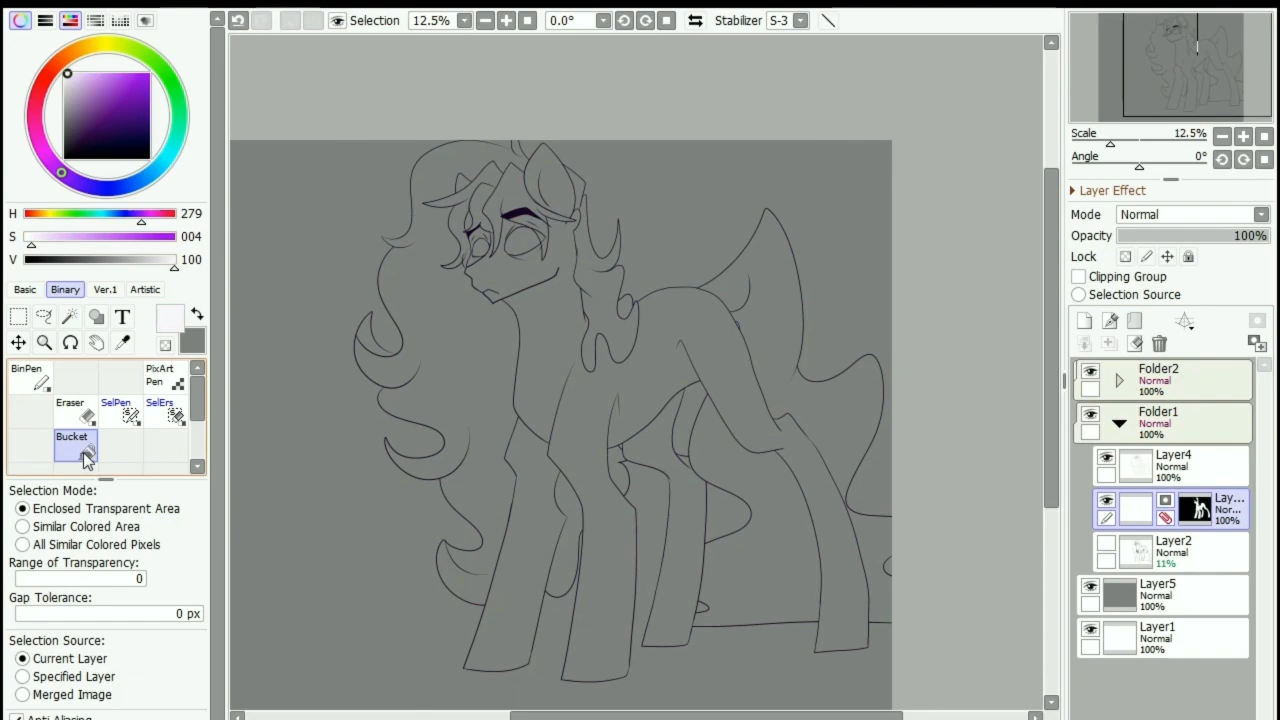 Selection 12.5% 0.0° Stabilizer S-3
H 279
S 004
V 100
Basic Binary Ver.1 Artistic
T
BinPen PixArt Pen
Eraser SelPen SelErs
Bucket
Selection Mode:
Enclosed Transparent Area
Similar Colored Area
All Similar Colored Pixels
Range of Transparency:
0
Gap Tolerance:
0 px
Selection Source:
Current Layer
Specified Layer
Merged Image
Anti-Aliasing
Scale 12.5%
Angle 0°
Layer Effect
Mode Normal
Opacity 100%
Lock
Clipping Group
Selection Source
Folder2
Normal
100%
Folder1
Normal
100%
Layer4
Normal
100%
Lay...
Nor...
100%
Layer2
Normal
11%
Layer5
Normal
100%
Layer1
Normal
100%